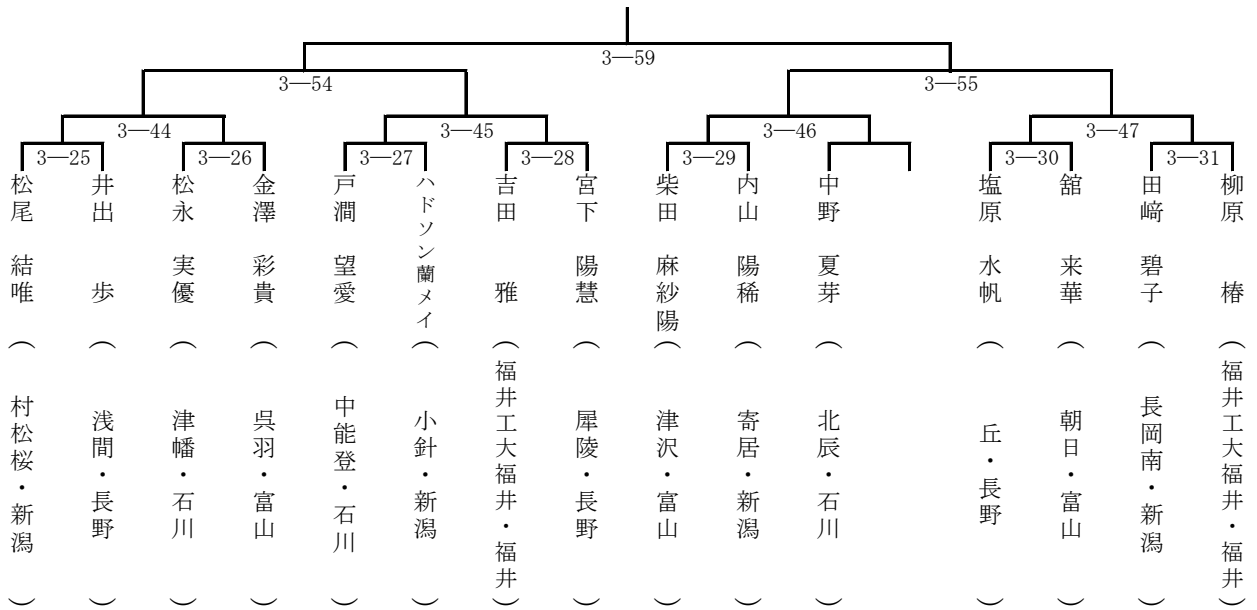 3—59
3—54
3—55
3—44
3—45
3—46
3—47
3—25
3—26
3—27
3—28
3—29
3—30
3—31
松尾 結唯(村松桜・新潟)
井出 歩(浅間・長野)
松永 実優(津幡・石川)
金澤 彩貴(呉羽・富山)
戸澗 望愛(中能登・石川)
ハドソン蘭メイ(小針・新潟)
吉田 雅(福井工大福井・福井)
宮下 陽慧(犀陵・長野)
柴田 麻紗陽(津沢・富山)
内山 陽稀(寄居・新潟)
中野 夏芽(北辰・石川)
塩原 水帆(丘・長野)
舘 来華(朝日・富山)
田﨑 碧子(長岡南・新潟)
柳原 椿(福井工大福井・福井)